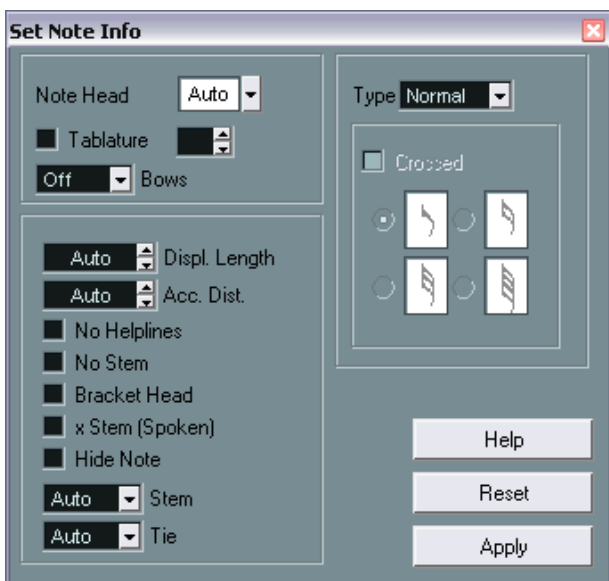 Set Note Info
Note Head Auto
Tablature
Off Bows
Auto Displ. Length
Auto Acc. Dist.
No Helplines
No Stem
Bracket Head
x Stem (Spoken)
Hide Note
Auto Stem
Auto Tie
Type Normal
Crossed
Help
Reset
Apply